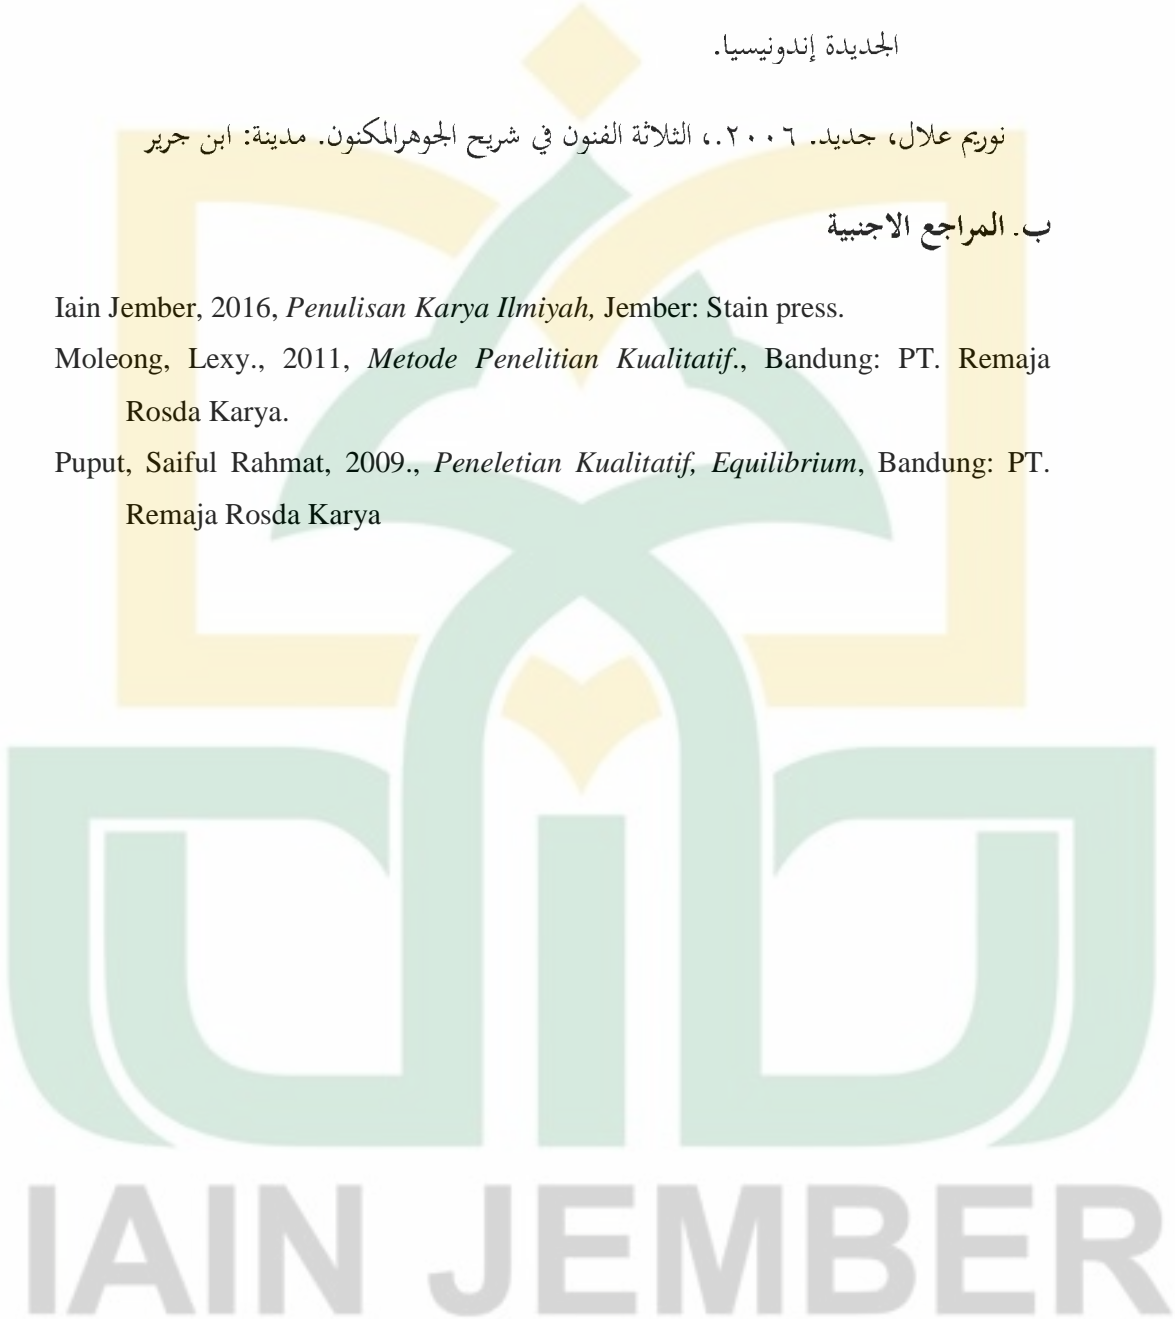 الجديدة إندونيسيا.
نوريم علال، جديد. ٢٠٠٦.، الثلاثة الفنون في شريح الجوهرالمكنون. مدينة: ابن جرير
ب. المراجع الاجنبية
Iain Jember, 2016, Penulisan Karya Ilmiyah, Jember: Stain press.
Moleong, Lexy., 2011, Metode Penelitian Kualitatif., Bandung: PT. Remaja
Rosda Karya.
Puput, Saiful Rahmat, 2009., Peneletian Kualitatif, Equilibrium, Bandung: PT.
Remaja Rosda Karya
IAIN JEMBER